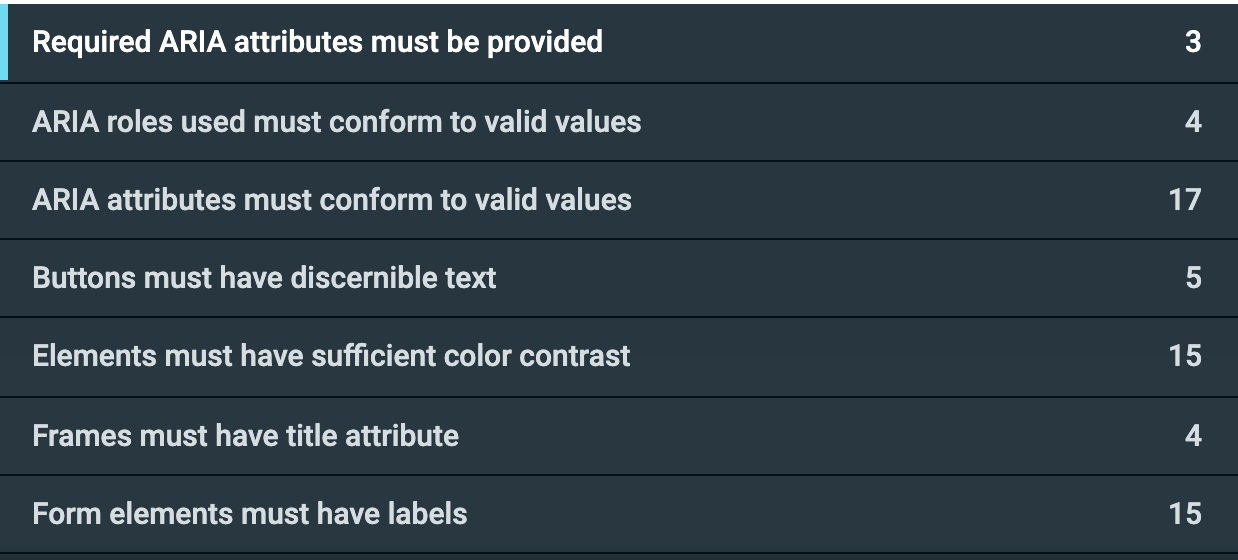 Required ARIA attributes must be provided 3
ARIA roles used must conform to valid values 4
ARIA attributes must conform to valid values 17
Buttons must have discernible text 5
Elements must have sufficient color contrast 15
Frames must have title attribute 4
Form elements must have labels 15